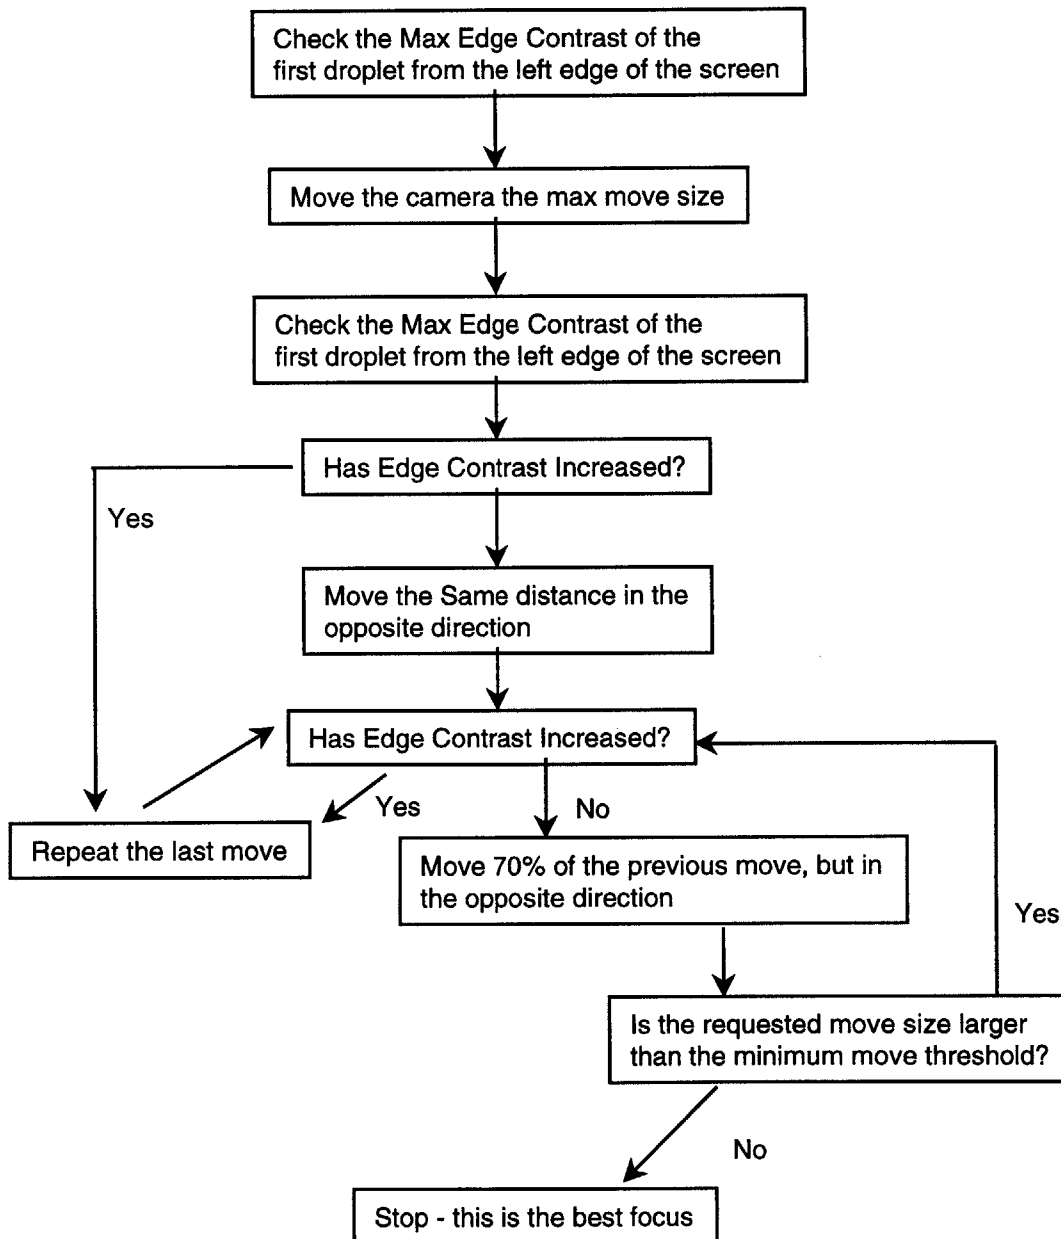 Check the Max Edge Contrast of the
first droplet from the left edge of the screen
Move the camera the max move size
Check the Max Edge Contrast of the
first droplet from the left edge of the screen
Has Edge Contrast Increased?
Yes
Move the Same distance in the
opposite direction
Has Edge Contrast Increased?
Yes
No
Repeat the last move
Move 70% of the previous move, but in
the opposite direction
Yes
Is the requested move size larger
than the minimum move threshold?
No
Stop - this is the best focus